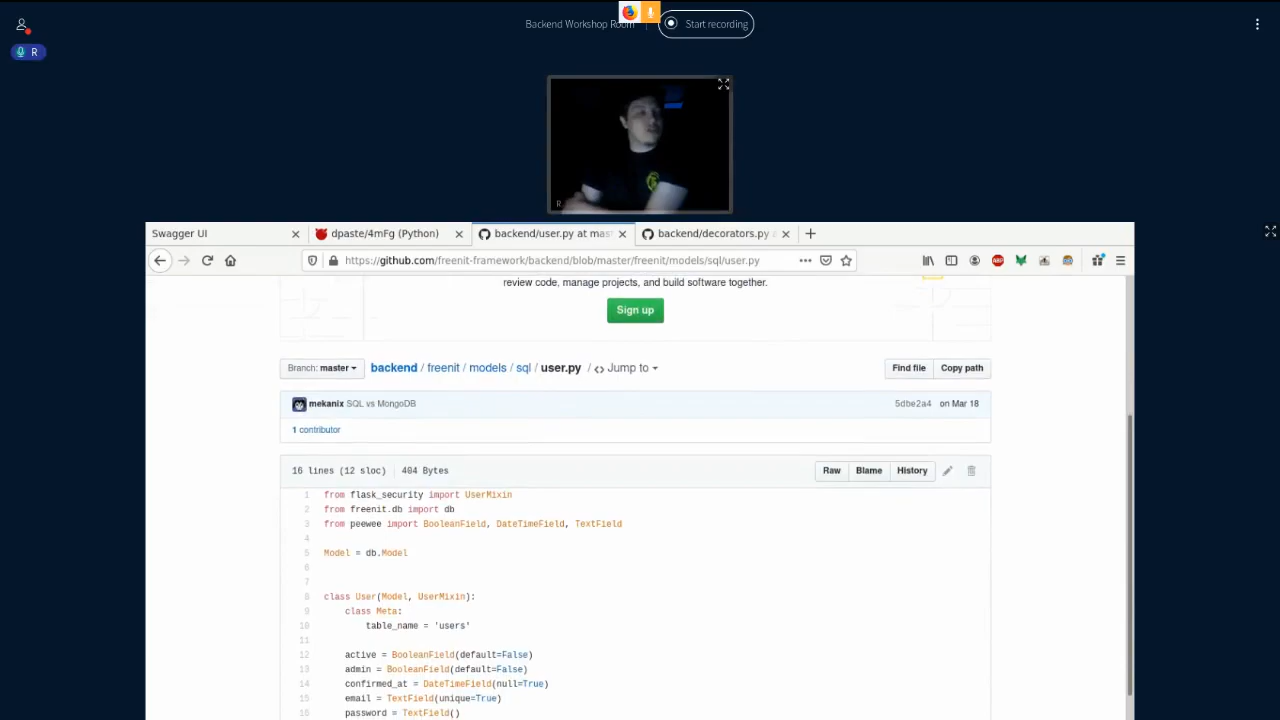 Backend Workshop Room
Start recording
R
R
Swagger UI
dpaste/4mFg (Python)
backend/user.py at mas
backend/decorators.py
https://github.com/freenit-framework/backend/blob/master/freenit/models/sql/user.py
ABP
review code, manage projects, and build software together.
Sign up
Branch: master
backend / freenit / models / sql / user.py / <> Jump to
Find file
Copy path
mekanix SQL vs MongoDB
5dbe2a4 on Mar 18
1 contributor
16 lines (12 sloc) | 404 Bytes
Raw
Blame
History
1 from flask_security import UserMixin
2 from freenit.db import db
3 from peewee import BooleanField, DateTimeField, TextField
4
5 Model = db.Model
6
7
8 class User(Model, UserMixin):
9 class Meta:
10 table_name = 'users'
11
12 active = BooleanField(default=False)
13 admin = BooleanField(default=False)
14 confirmed_at = DateTimeField(null=True)
15 email = TextField(unique=True)
16 password = TextField()